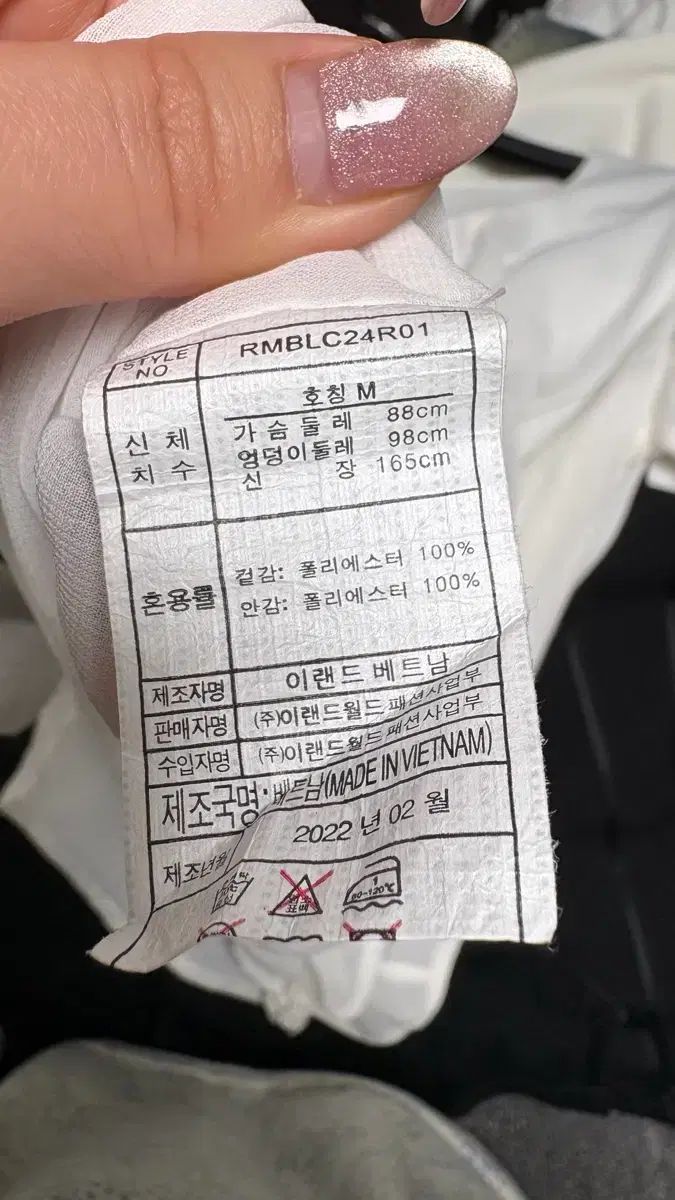 STYLE NO
RMBLC24R01
신체 치수
호칭 M
가슴둘레 88cm
엉덩이둘레 98cm
신장 165cm
혼용률
겉감: 폴리에스터 100%
안감: 폴리에스터 100%
제조자명 이랜드 베트남
판매자명 (주)이랜드월드 패션사업부
수입자명 (주)이랜드월드 패션사업부
제조국명: 베트남(MADE IN VIETNAM)
제조년월 2022 년 02 월
80~120℃